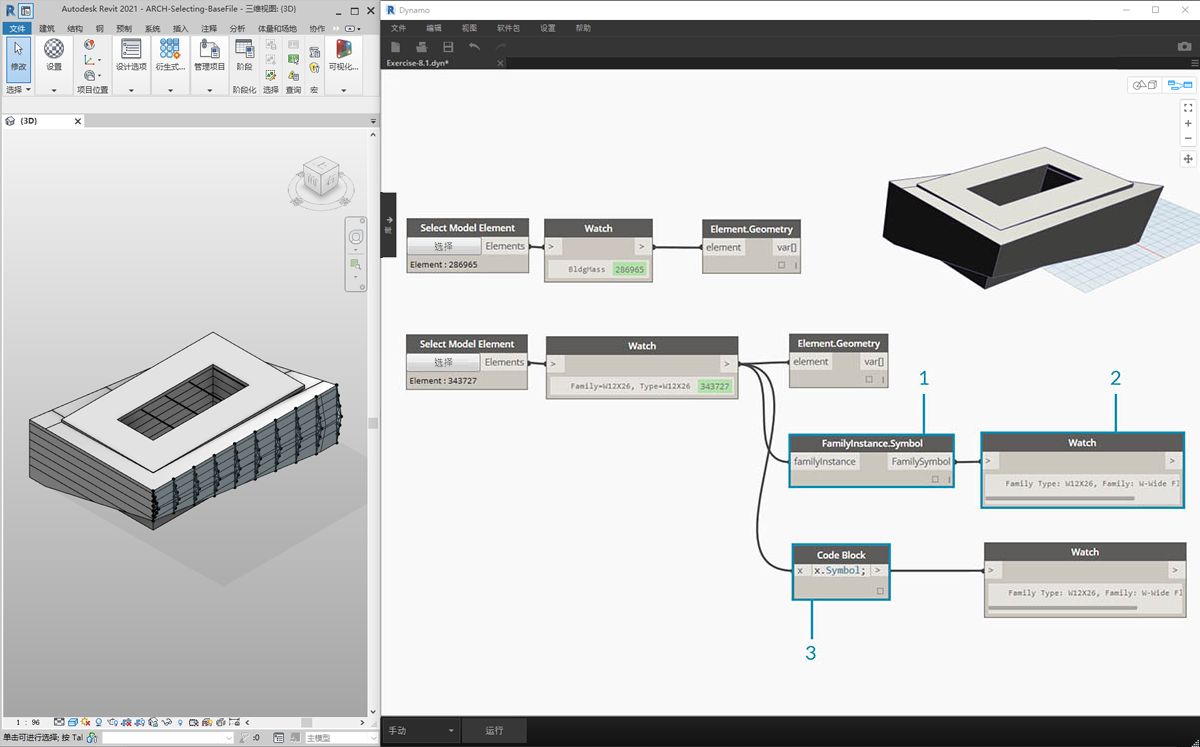 Autodesk Revit 2021 - ARCH-Selecting-BaseFile - 三维视图: {3D}
文件 建筑 结构 钢 预制 系统 插入 注释 分析 体量和场地 协作
修改 设置 设计选项 衍生式... 管理项目 阶段 可视化...
选择 项目位置 阶段化 选择 查询 宏
{3D}
1 : 96
单击可进行选择; 按 Tal :0 主模型
Dynamo
文件 编辑 视图 软件包 设置 帮助
Exercise-8.1.dyn*
Select Model Element
选择 Elements
Element : 286965
Watch
> >
BldgMass 286965
Element.Geometry
element var[]
Select Model Element
选择 Elements
Element : 343727
Watch
> >
Family=W12X26, Type=W12X26 343727
Element.Geometry
element var[]
1
2
FamilyInstance.Symbol
familyInstance FamilySymbol
Watch
> >
Family Type: W12X26, Family: W-Wide Fl
Code Block
x x.Symbol; >
3
Watch
> >
Family Type: W12X26, Family: W-Wide Fl
手动 运行